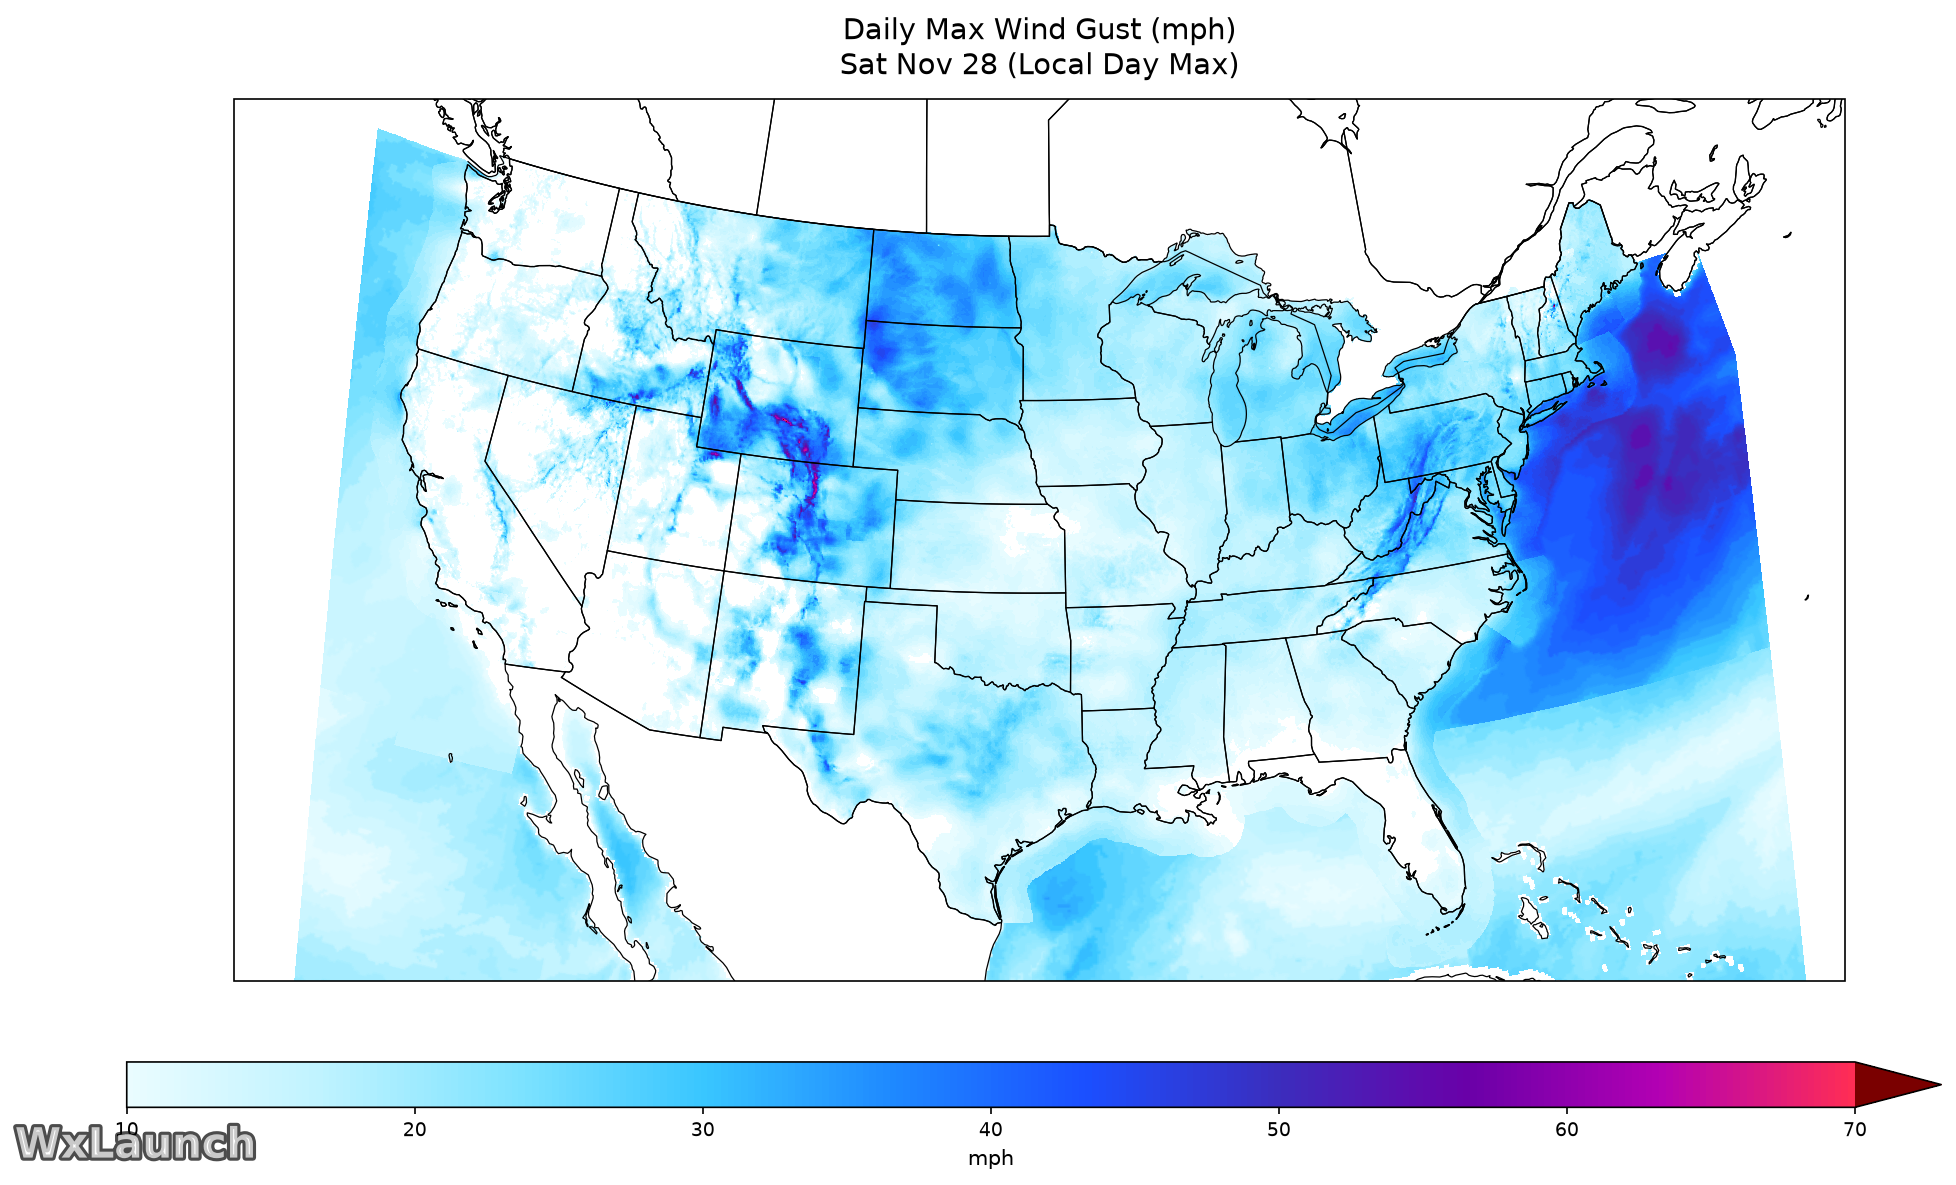 Daily Max Wind Gust (mph)
Sat Nov 28 (Local Day Max)
10 20 30 40 50 60 70
mph
WxLaunch